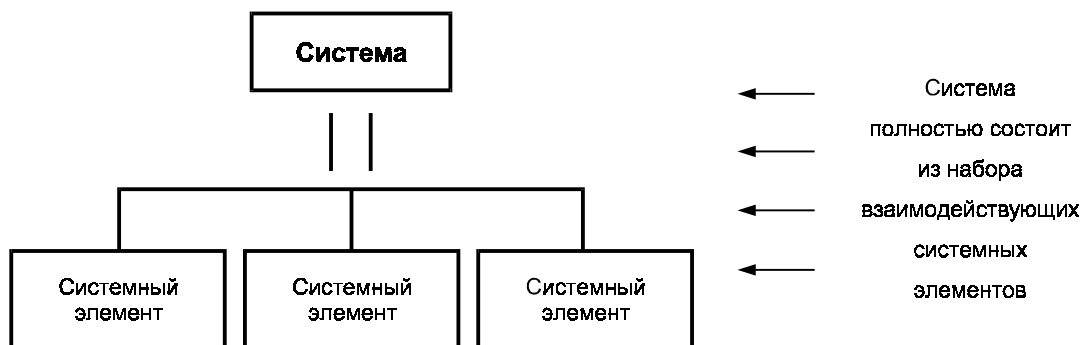 Система
Система
полностью состоит
из набора
взаимодействующих
системных
элементов
Системный
элемент
Системный
элемент
Системный
элемент